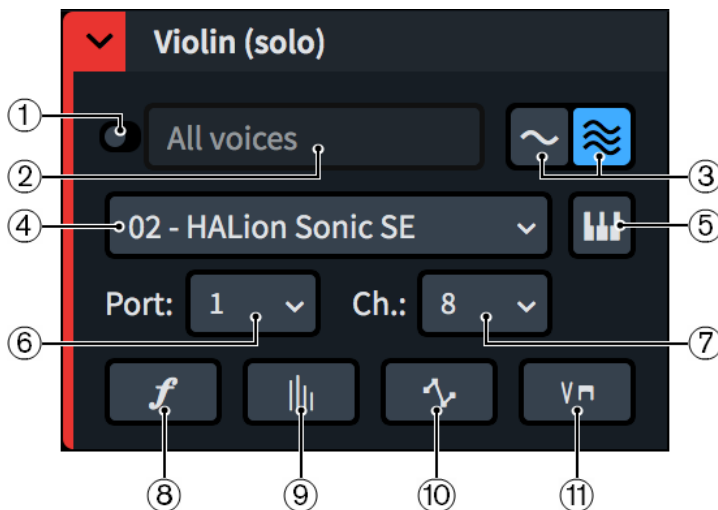 Violin (solo)
①
All voices
②
③
④
02 - HALion Sonic SE
⑤
Port: 1 Ch.: 8
⑥
⑦
f
V
⑧
⑨
⑩
⑪